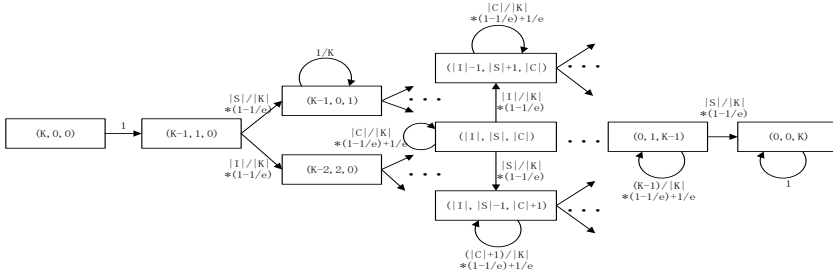 |C|/|K|
*(1-1/e)+1/e
1/K
(|I|-1,|S|+1,|C|)
. . .
|S|/|K|
*(1-1/e)
(K-1,0,1)
. . .
|I|/|K|
*(1-1/e)
|S|/|K|
*(1-1/e)
(K,0,0)
1
(K-1,1,0)
|C|/|K|
*(1-1/e)+1/e
(|I|,|S|,|C|)
. . .
(0,1,K-1)
(0,0,K)
|I|/|K|
*(1-1/e)
(K-2,2,0)
. . .
|S|/|K|
*(1-1/e)
(K-1)/|K|
*(1-1/e)+1/e
1
(|I|,|S|-1,|C|+1)
. . .
(|C|+1)/|K|
*(1-1/e)+1/e